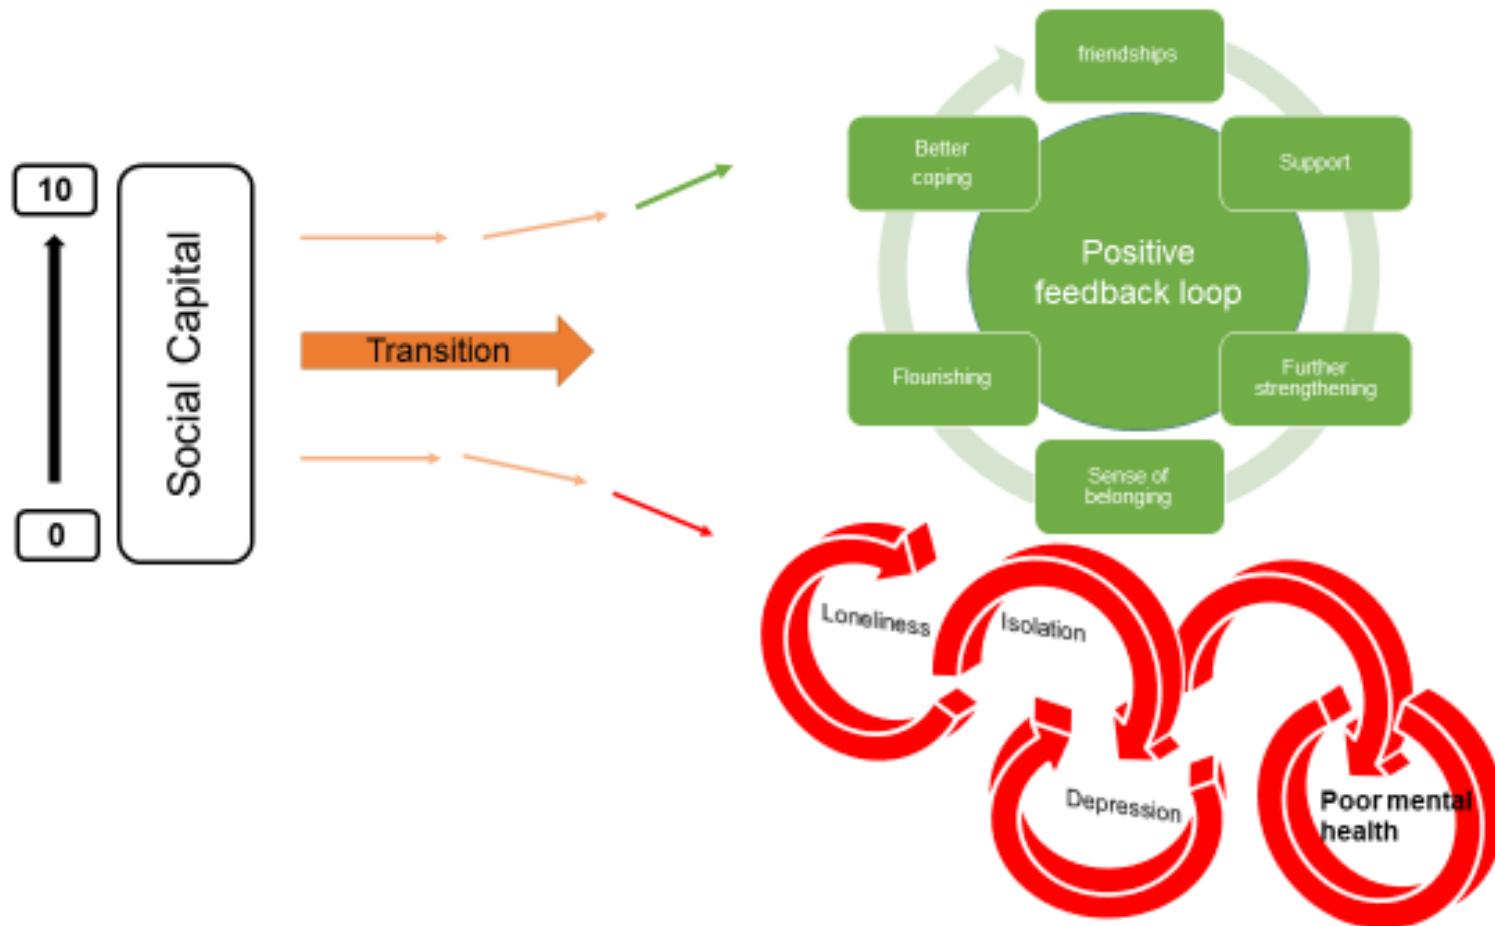 10
0
Social Capital
Transition
friendships
Support
Further
strengthening
Sense of
belonging
Flourishing
Better
coping
Positive
feedback loop
Loneliness
Isolation
Depression
Poor mental
health